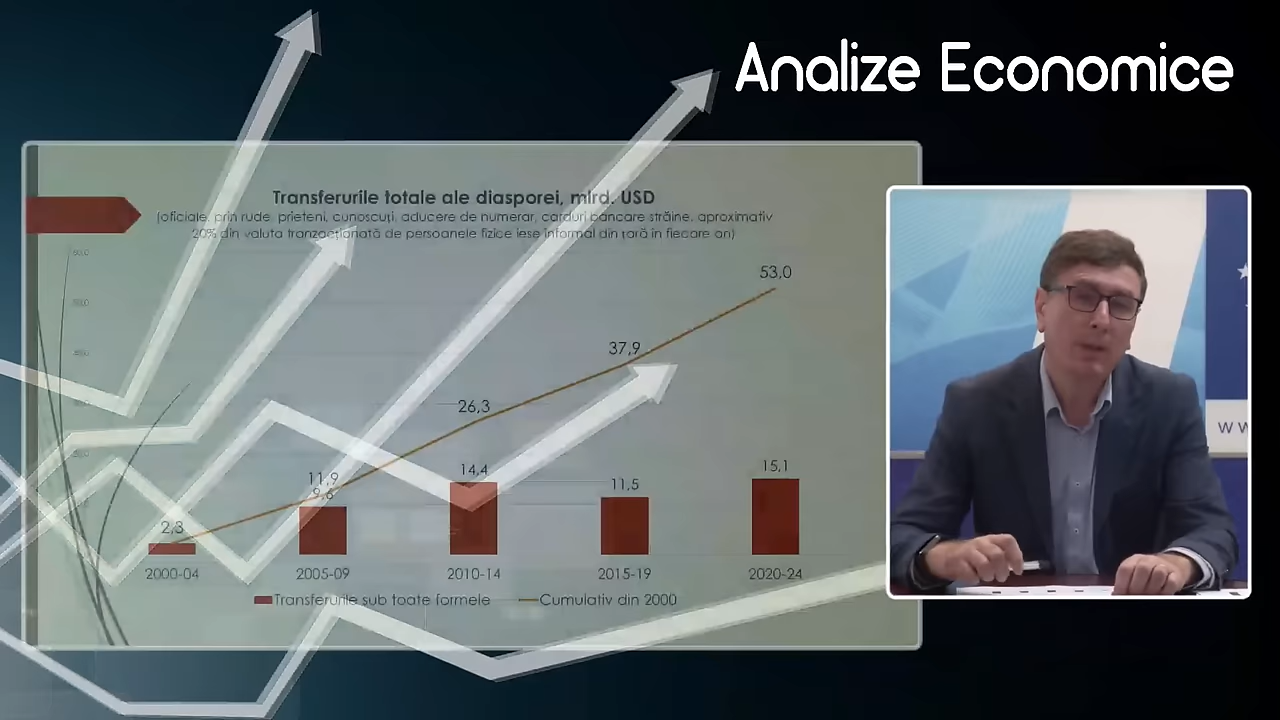 Analize Economice
Transferurile totale ale diasporei, mlrd. USD
(oficiale, prin rude, prieteni, cunoscuți, aducere de numerar, carduri bancare străine, aproximativ
20% din valuta tranzacționată de persoanele fizice iese informal din țară în fiecare an)
53,0
37,9
26,3
11,9
9,6
2,3
14,4
11,5
15,1
2000-04
2005-09
2010-14
2015-19
2020-24
Transferurile sub toate formele
Cumulativ din 2000